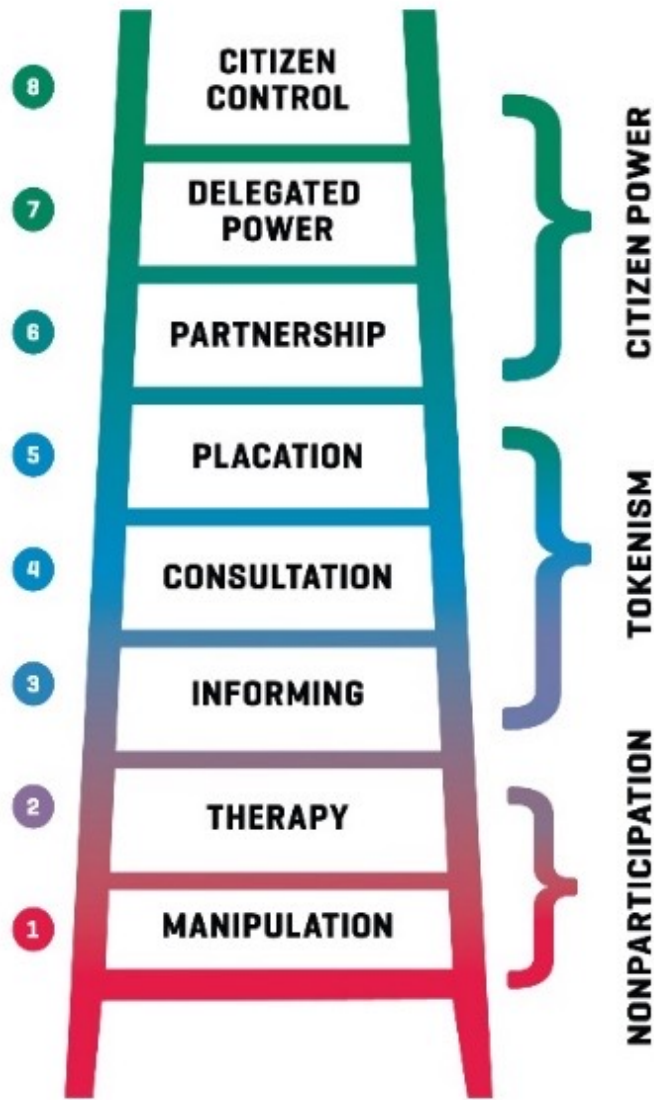 8
CITIZEN
CONTROL
7
DELEGATED
POWER
6
PARTNERSHIP
CITIZEN POWER
5
PLACATION
4
CONSULTATION
3
INFORMING
TOKENISM
2
THERAPY
1
MANIPULATION
NONPARTICIPATION